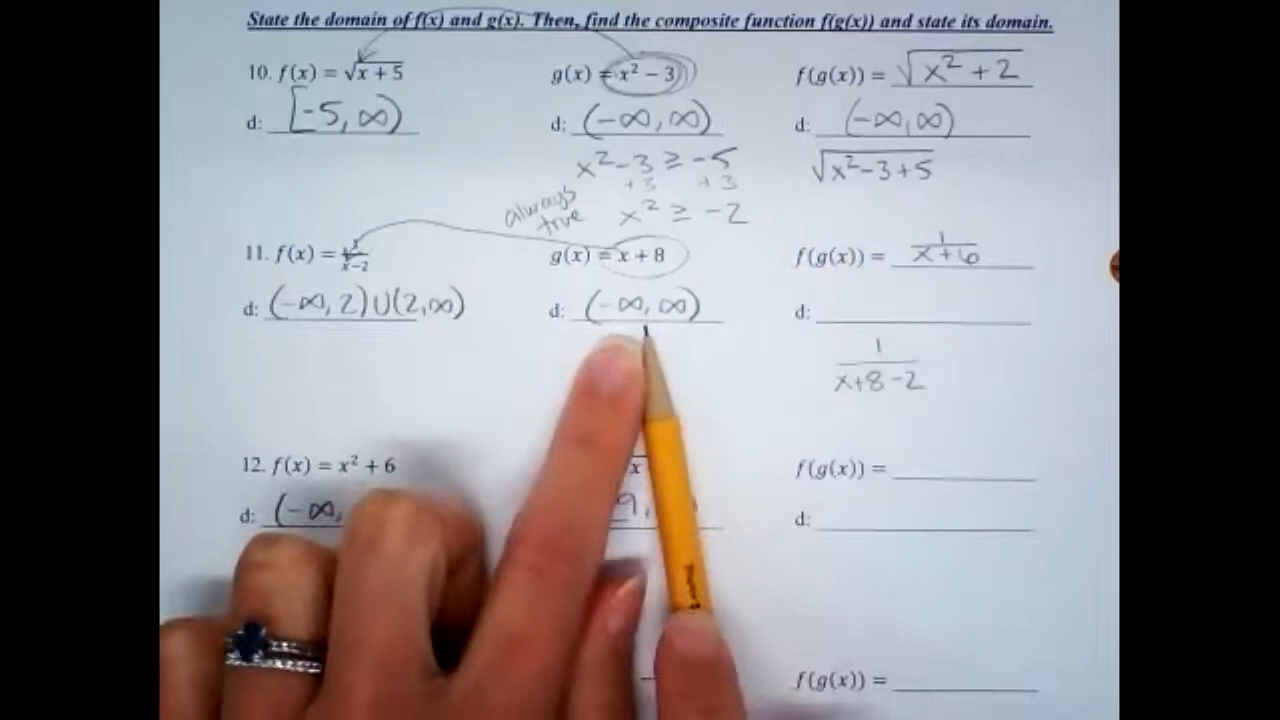 State the domain of f(x) and g(x). Then, find the composite function f(g(x)) and state its domain.
10. f(x) = √x + 5 g(x) = x² − 3 f(g(x)) = √x² + 2
d: [-5, ∞) d: (-∞, ∞) d: (-∞, ∞)
x² - 3 ≥ -5 √x² - 3 + 5
+3 +3
always true x² ≥ -2
11. f(x) = 1/x−2 g(x) = x + 8 f(g(x)) = 1/x+6
d: (-∞, 2) U (2, ∞) d: (-∞, ∞) d:
1/x+8-2
12. f(x) = x² + 6 x f(g(x)) =
d: (-∞, 9, d:
f(g(x)) =